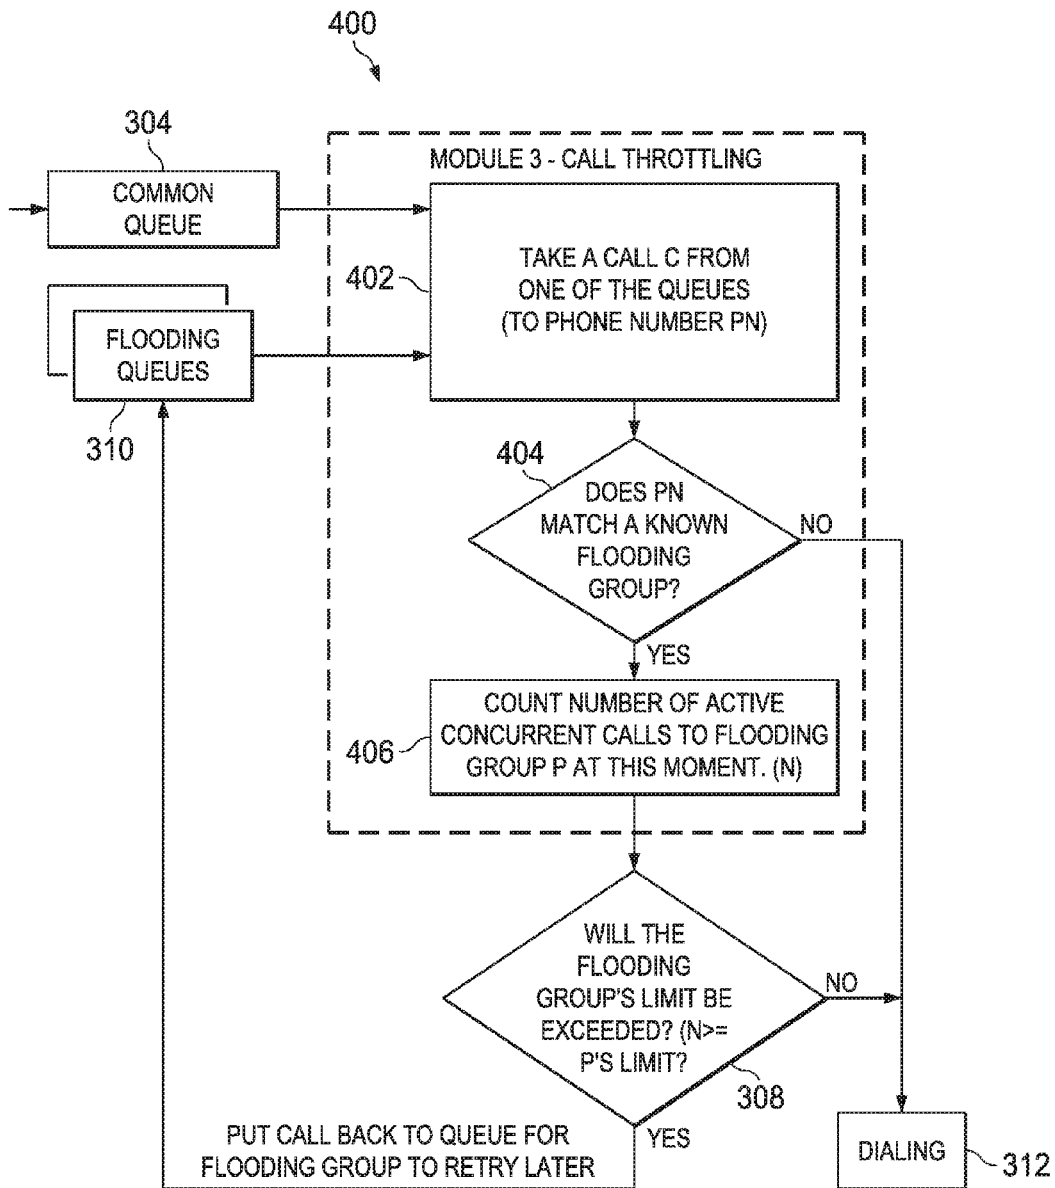 400
304
COMMON
QUEUE
MODULE 3 - CALL THROTTLING
402
TAKE A CALL C FROM
ONE OF THE QUEUES
(TO PHONE NUMBER PN)
FLOODING
QUEUES
310
404
DOES PN
MATCH A KNOWN
FLOODING
GROUP?
NO
YES
406
COUNT NUMBER OF ACTIVE
CONCURRENT CALLS TO FLOODING
GROUP P AT THIS MOMENT. (N)
WILL THE
FLOODING
GROUP'S LIMIT BE
EXCEEDED? (N>=
P'S LIMIT?
NO
308
YES
PUT CALL BACK TO QUEUE FOR
FLOODING GROUP TO RETRY LATER
DIALING
312